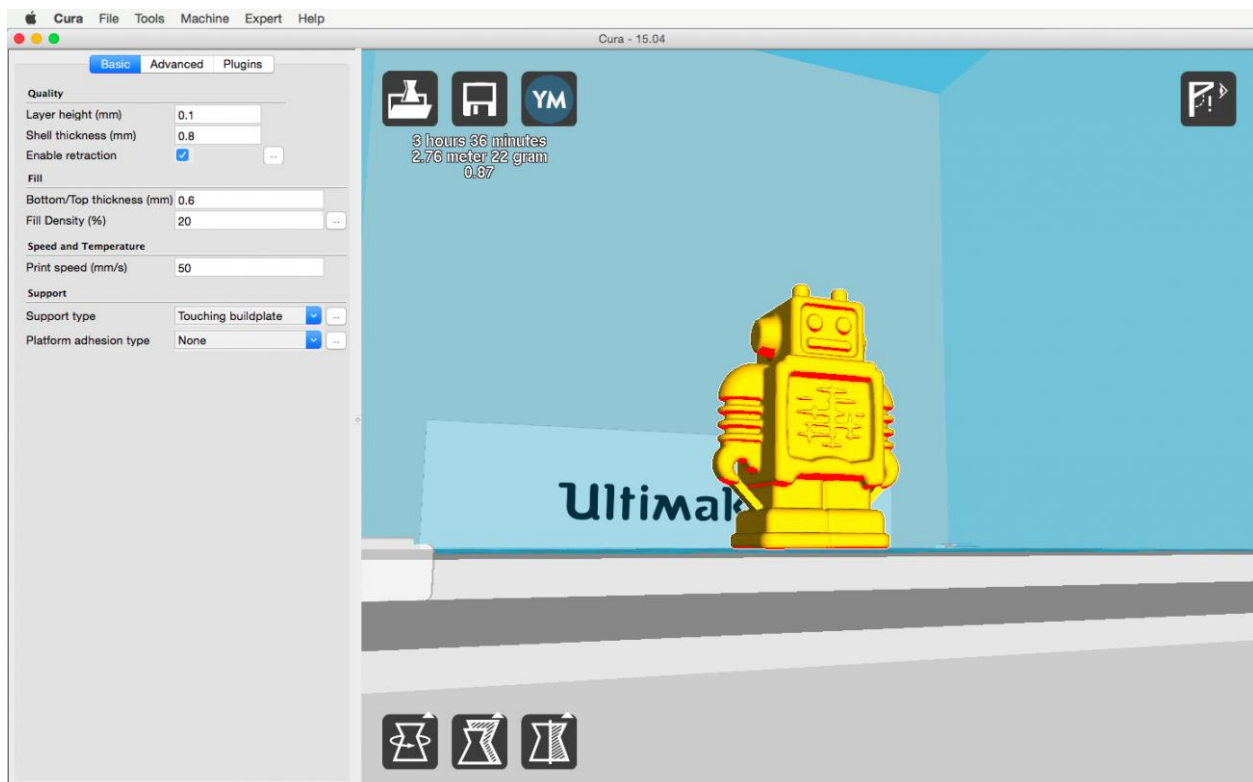 Cura File Tools Machine Expert Help
Cura - 15.04
Basic Advanced Plugins
Quality
Layer height (mm) 0.1
Shell thickness (mm) 0.8
Enable retraction ...
Fill
Bottom/Top thickness (mm) 0.6
Fill Density (%) 20 ...
Speed and Temperature
Print speed (mm/s) 50
Support
Support type Touching buildplate ...
Platform adhesion type None ...
YM
3 hours 36 minutes
2.76 meter 22 gram
0.87
Ultimak